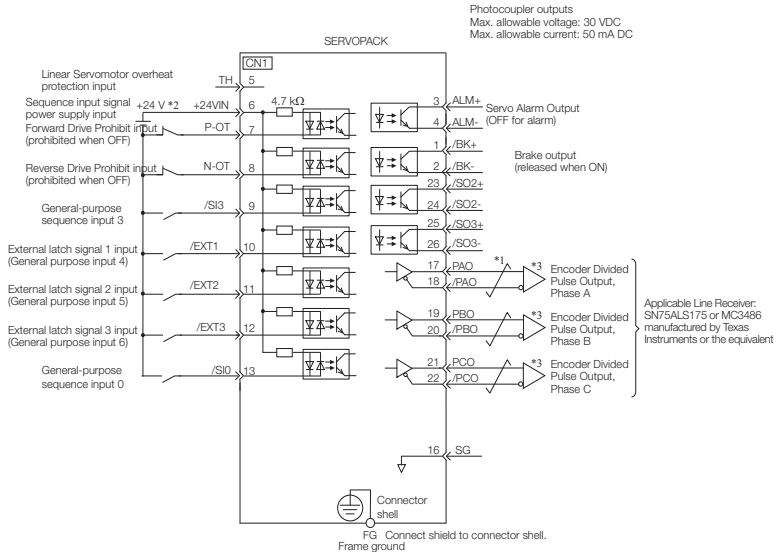 Photocoupler outputs
Max. allowable voltage: 30 VDC
Max. allowable current: 50 mA DC
SERVOPACK
CN1
Linear Servomotor overheat
protection input
TH 5
Sequence input signal
power supply input
+24 V *2 +24VIN 6 4.7 kΩ
Forward Drive Prohibit input
(prohibited when OFF)
P-OT 7
Reverse Drive Prohibit input
(prohibited when OFF)
N-OT 8
General-purpose
sequence input 3
/SI3 9
External latch signal 1 input
(General purpose input 4)
/EXT1 10
External latch signal 2 input
(General purpose input 5)
/EXT2 11
External latch signal 3 input
(General purpose input 6)
/EXT3 12
General-purpose
sequence input 0
/SI0 13
3 ALM+
4 ALM-
Servo Alarm Output
(OFF for alarm)
1 /BK+
2 /BK-
Brake output
(released when ON)
23 /SO2+
24 /SO2-
25 /SO3+
26 /SO3-
17 PAO
18 /PAO
*1
*3
Encoder Divided
Pulse Output,
Phase A
19 PBO
20 /PBO
*3
Encoder Divided
Pulse Output,
Phase B
21 PCO
22 /PCO
*3
Encoder Divided
Pulse Output,
Phase C
Applicable Line Receiver:
SN75ALS175 or MC3486
manufactured by Texas
Instruments or the equivalent
16 SG
Connector
shell
FG Connect shield to connector shell.
Frame ground